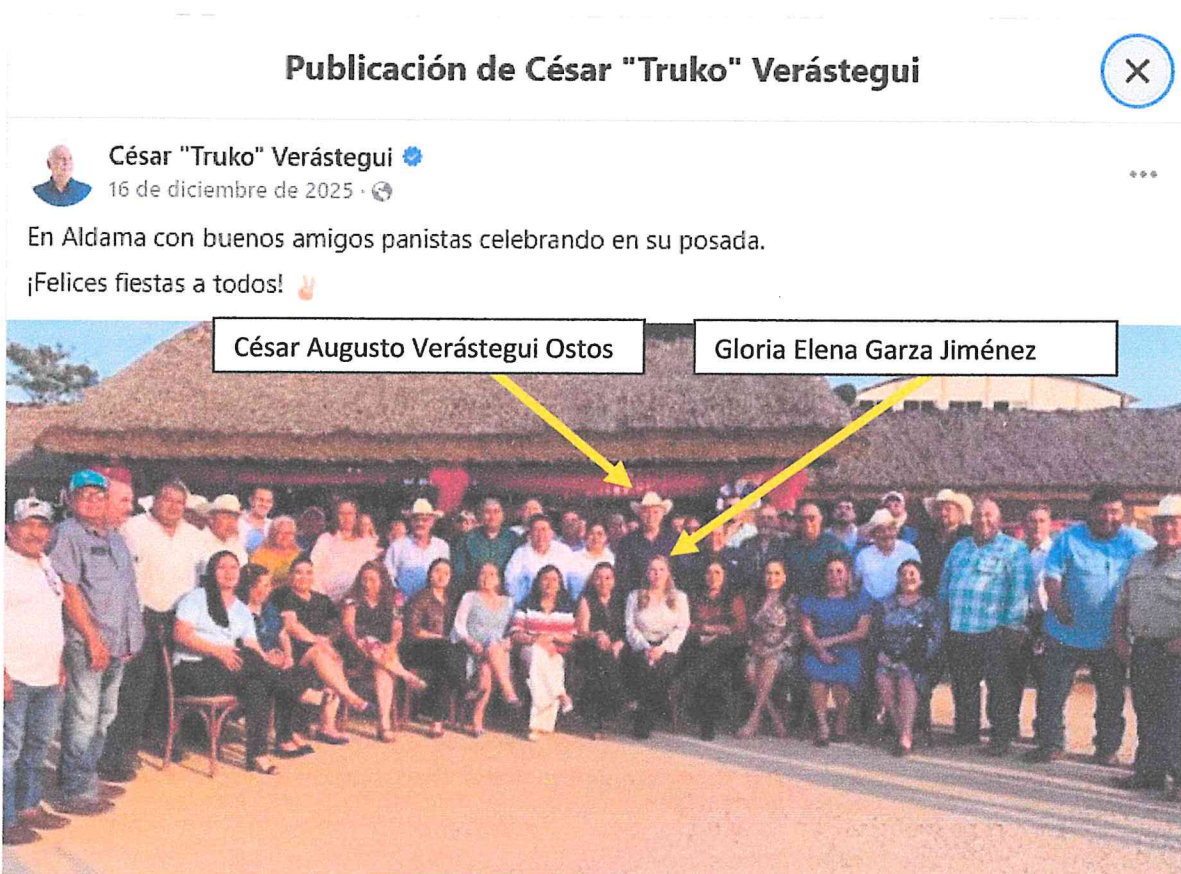 Publicación de César "Truko" Verástegui
César "Truko" Verástegui
16 de diciembre de 2025 ·
En Aldama con buenos amigos panistas celebrando en su posada.
¡Felices fiestas a todos! ✌🏻
César Augusto Verástegui Ostos
Gloria Elena Garza Jiménez